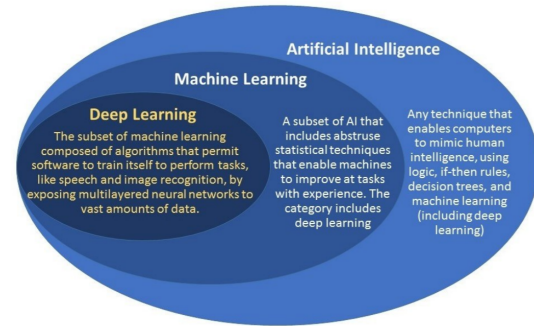 Artificial Intelligence
Machine Learning
Deep Learning
The subset of machine learning
composed of algorithms that permit
software to train itself to perform tasks,
like speech and image recognition, by
exposing multilayered neural networks to
vast amounts of data.
A subset of AI that
includes abstruse
statistical techniques
that enable machines
to improve at tasks
with experience. The
category includes
deep learning
Any technique that
enables computers
to mimic human
intelligence, using
logic, if-then rules,
decision trees, and
machine learning
(including deep
learning)